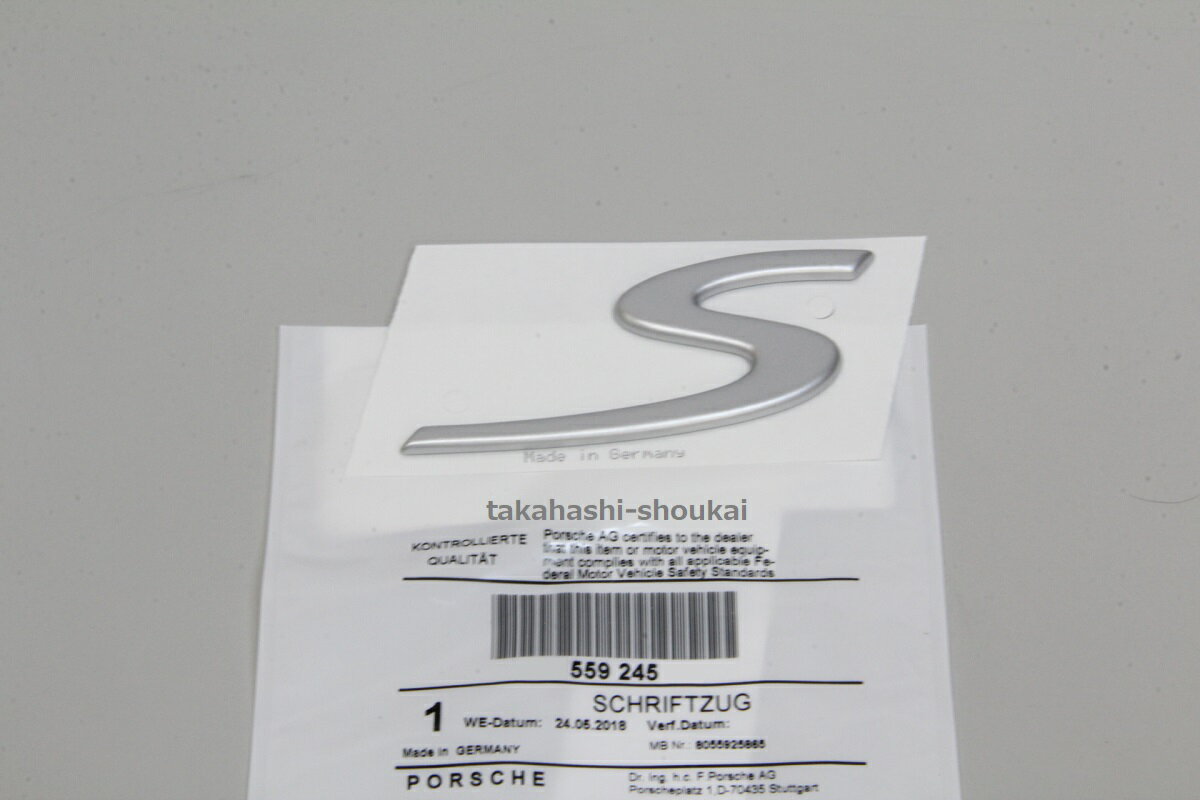 S
Made in Germany
takahashi-shoukai
KONTROLLIERTE
QUALITÄT
Porsche AG certifies to the dealer
that this item or motor vehicle equip-
ment complies with all applicable Fe-
deral Motor Vehicle Safety Standards
559 245
SCHRIFTZUG
1 WE-Datum: 24.05.2018 Verf.Datum:
Made in GERMANY MB Nr.: 8055925865
PORSCHE
Dr. Ing. h.c. F.Porsche AG
Porscheplatz 1,D-70435 Stuttgart